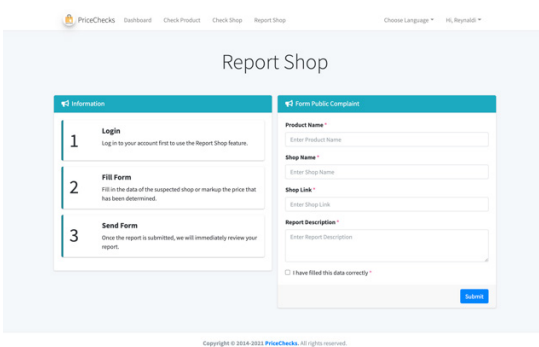 PriceChecks Dashboard Check Product Check Shop Report Shop Choose Language Hi, Reynaldi
Report Shop
Information
1
Login
Log in to your account first to use the Report Shop feature.
2
Fill Form
Fill in the data of the suspected shop or markup the price that
has been determined.
3
Send Form
Once the report is submitted, we will immediately review your
report.
Form Public Complaint
Product Name *
Enter Product Name
Shop Name *
Enter Shop Name
Shop Link *
Enter Shop Link
Report Description *
Enter Report Description
I have filled this data correctly *
Submit
Copyright © 2014-2021 PriceChecks. All rights reserved.